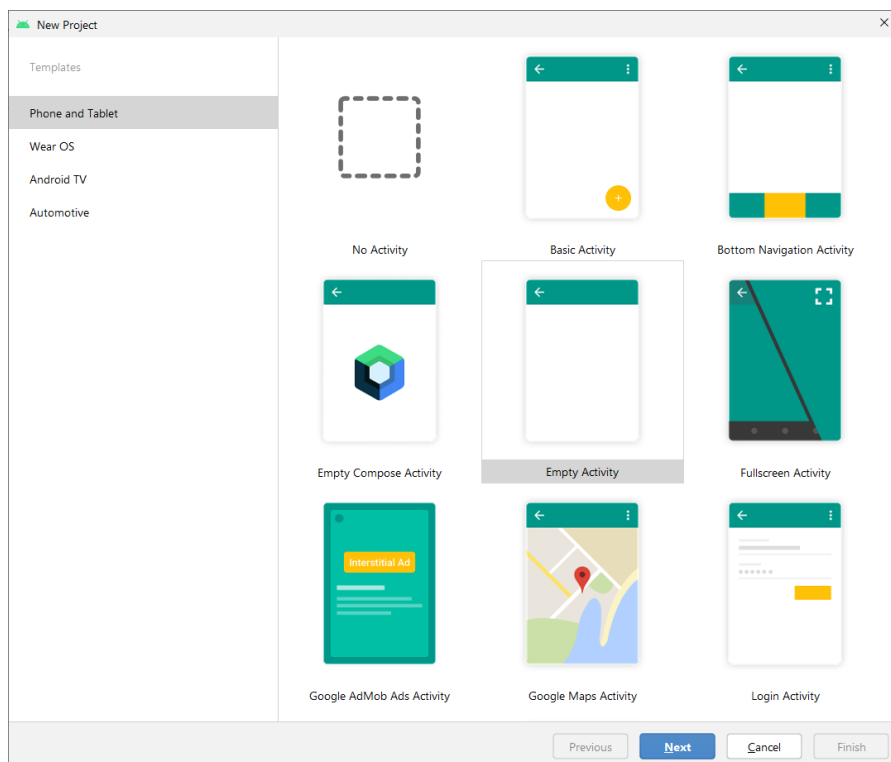 New Project
Templates
Phone and Tablet
Wear OS
Android TV
Automotive
No Activity
Basic Activity
Bottom Navigation Activity
Empty Compose Activity
Empty Activity
Fullscreen Activity
Interstitial Ad
Google AdMob Ads Activity
Google Maps Activity
Login Activity
Previous
Next
Cancel
Finish